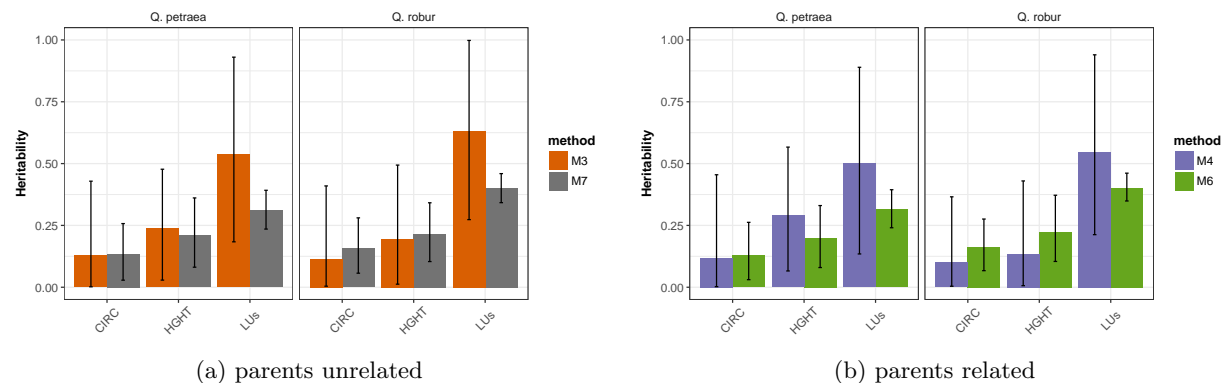 Q. petraea
Q. robur
1.00
0.75
0.50
0.25
0.00
Heritability
CIRC
HGHT
LUs
CIRC
HGHT
LUs
method
M3
M7
(a) parents unrelated
Q. petraea
Q. robur
1.00
0.75
0.50
0.25
0.00
Heritability
CIRC
HGHT
LUs
CIRC
HGHT
LUs
method
M4
M6
(b) parents related